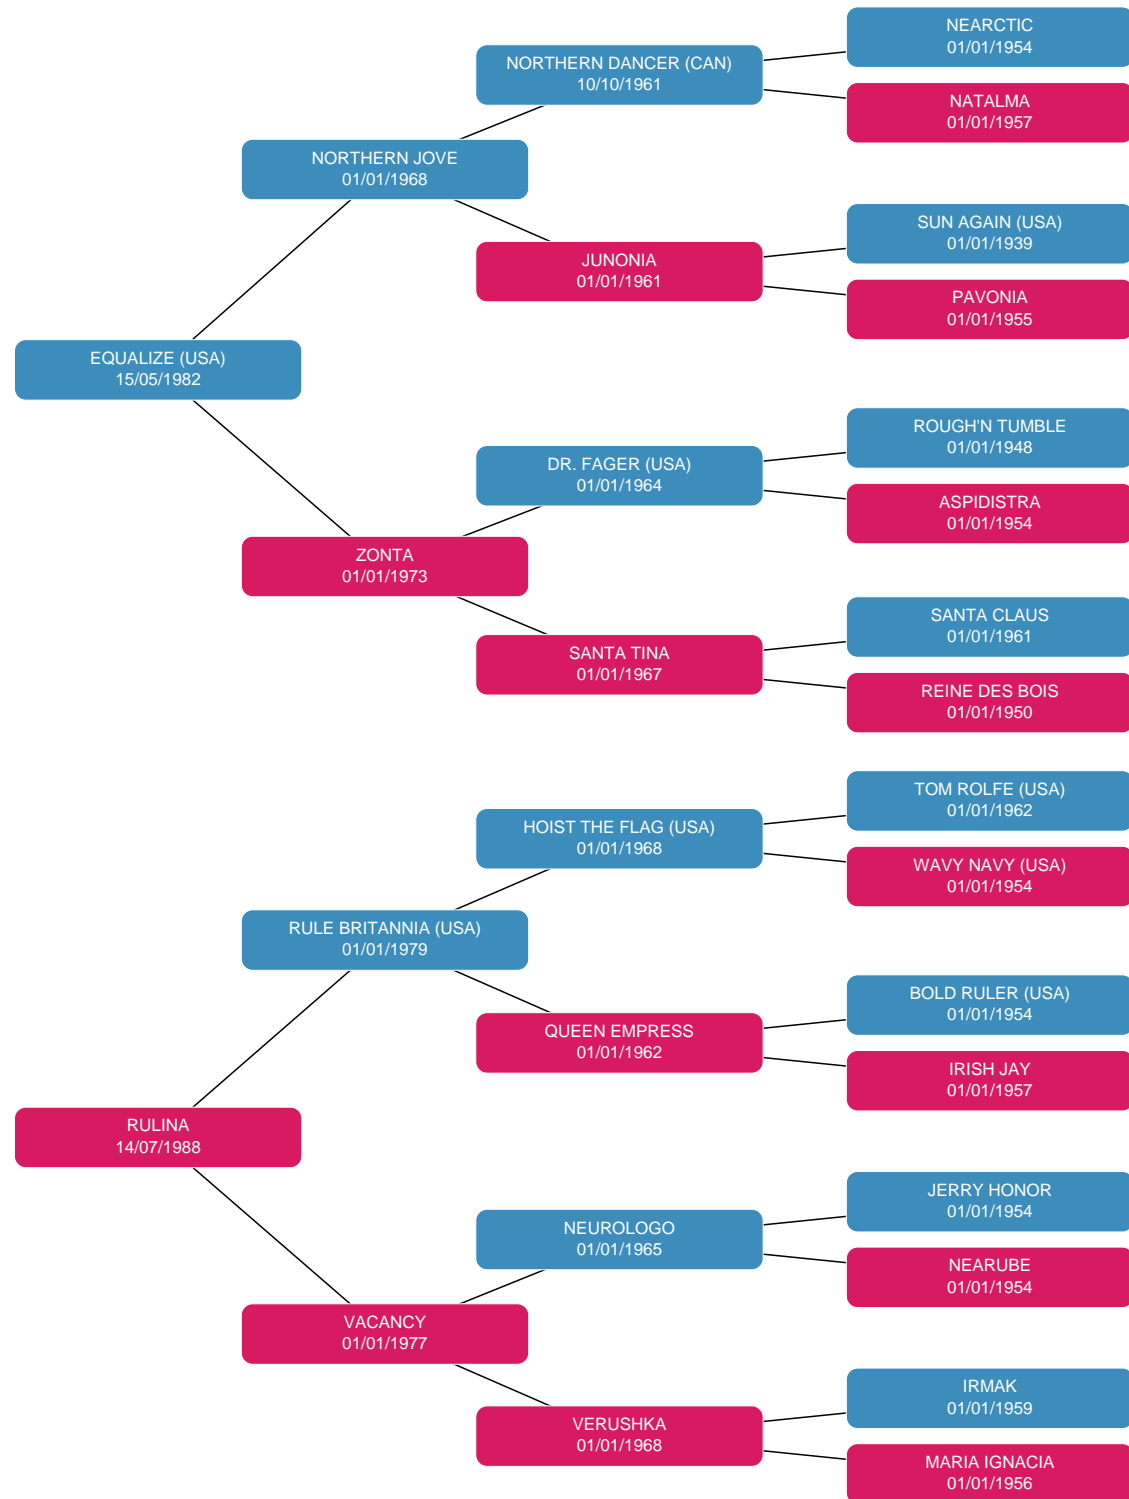 NEARCTIC
01/01/1954
NORTHERN DANCER (CAN)
10/10/1961
NATALMA
01/01/1957
NORTHERN JOVE
01/01/1968
SUN AGAIN (USA)
01/01/1939
JUNONIA
01/01/1961
PAVONIA
01/01/1955
EQUALIZE (USA)
15/05/1982
ROUGH'N TUMBLE
01/01/1948
DR. FAGER (USA)
01/01/1964
ASPIDISTRA
01/01/1954
ZONTA
01/01/1973
SANTA CLAUS
01/01/1961
SANTA TINA
01/01/1967
REINE DES BOIS
01/01/1950
TOM ROLFE (USA)
01/01/1962
HOIST THE FLAG (USA)
01/01/1968
WAVY NAVY (USA)
01/01/1954
RULE BRITANNIA (USA)
01/01/1979
BOLD RULER (USA)
01/01/1954
QUEEN EMPRESS
01/01/1962
IRISH JAY
01/01/1957
RULINA
14/07/1988
JERRY HONOR
01/01/1954
NEUROLOGO
01/01/1965
NEARUBE
01/01/1954
VACANCY
01/01/1977
IRMAK
01/01/1959
VERUSHKA
01/01/1968
MARIA IGNACIA
01/01/1956